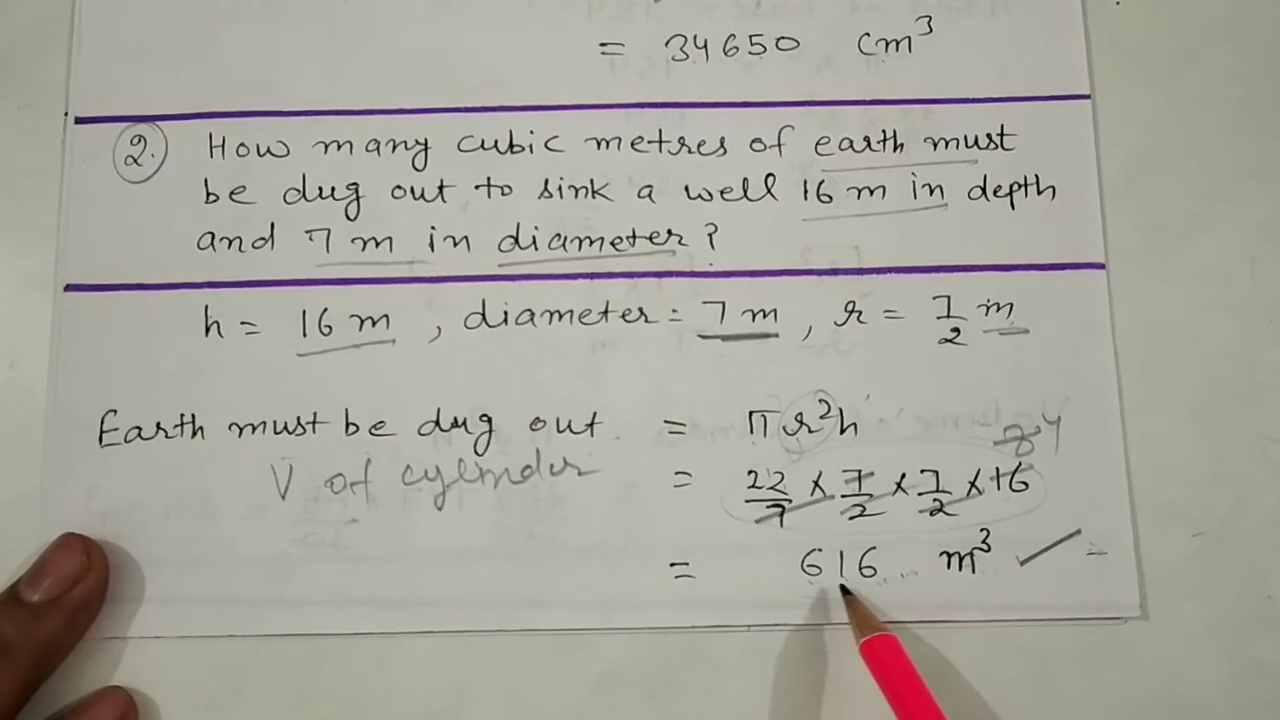 = 34650 cm³
2. How many cubic metres of earth must
be dug out to sink a well 16 m in depth
and 7 m in diameter?
h = 16 m, diameter = 7 m, r = 7/2 m
Earth must be dug out = πr²h
V of cylinder = 22/7 × 7/2 × 7/2 × 16 8 4
= 616 m³